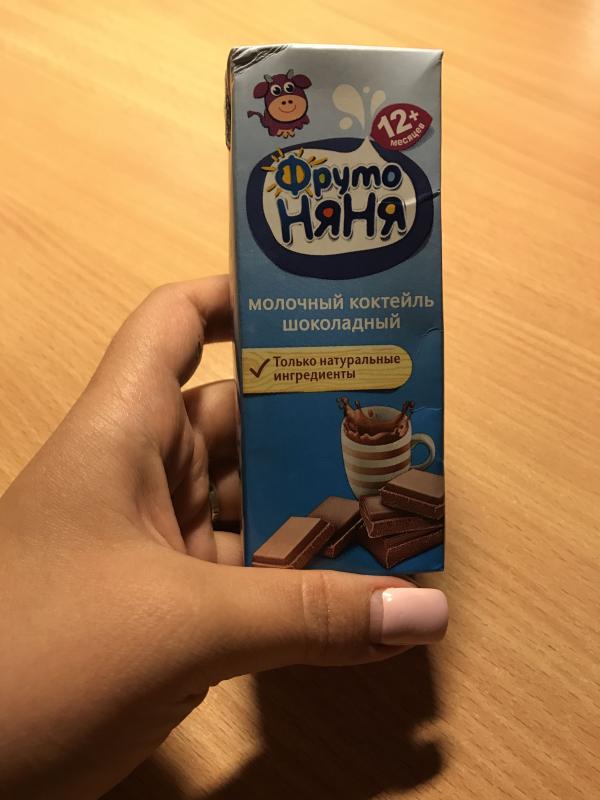 12+
месяцев
Фруто
НяНя
молочный коктейль
шоколадный
Только натуральные
ингредиенты